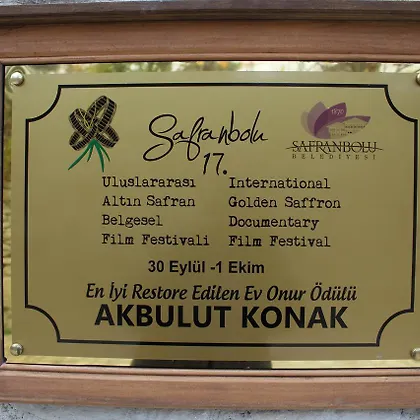 Safranbolu
17.
1870
SAFRANBOLU
BELEDİYESİ
Uluslararası International
Altın Safran Golden Saffron
Belgesel Documentary
Film Festivali Film Festival
30 Eylül -1 Ekim
En İyi Restore Edilen Ev Onur Ödülü
AKBULUT KONAK